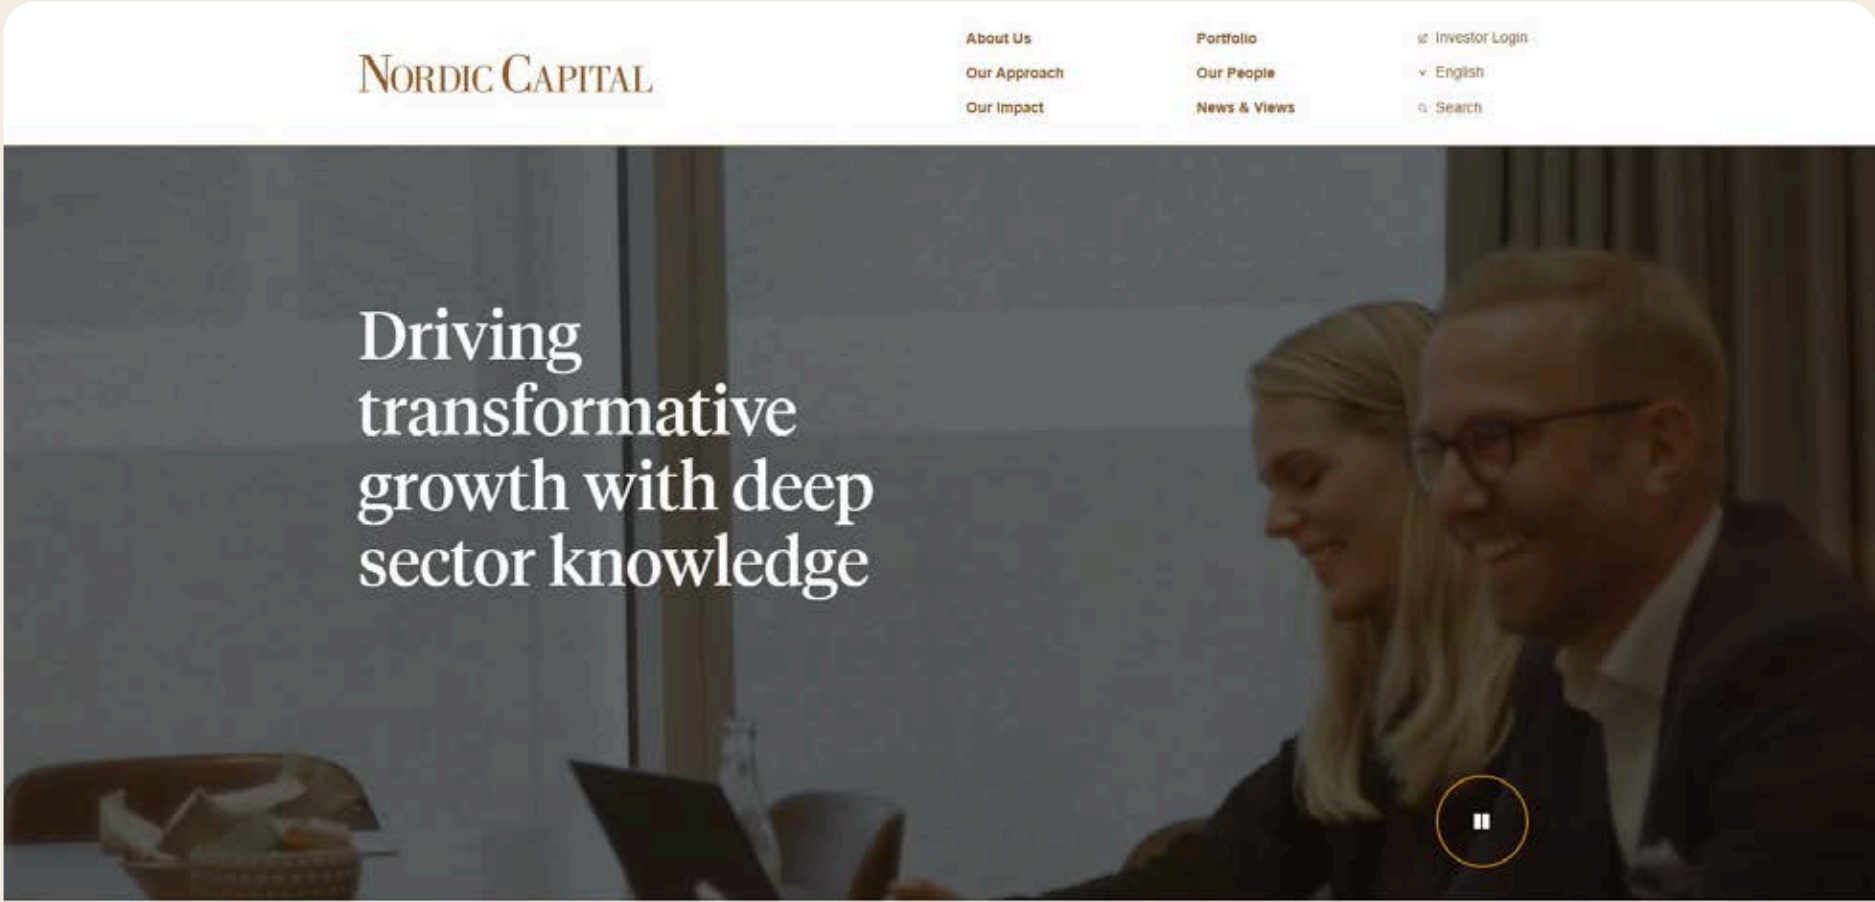 NORDIC CAPITAL
About Us
Our Approach
Our Impact
Portfolio
Our People
News & Views
Investor Login
English
Search
Driving
transformative
growth with deep
sector knowledge